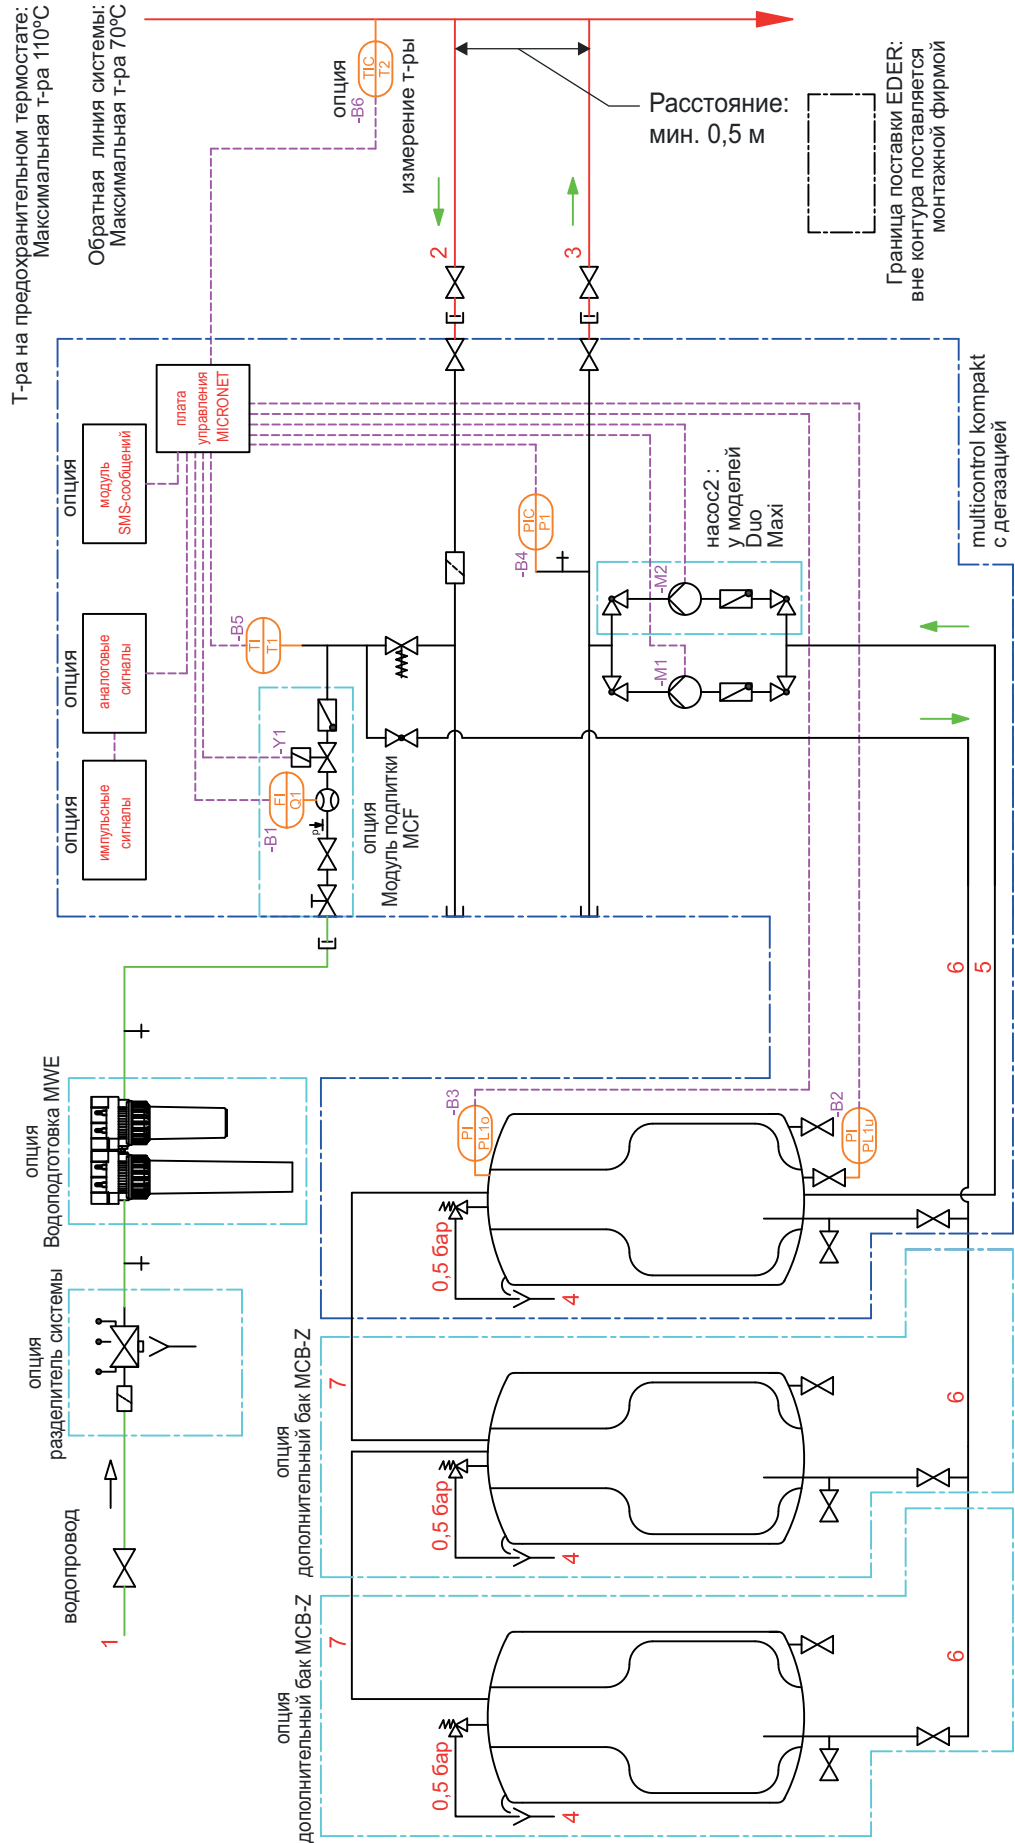 Т-ра на предохранительном термостате:
Максимальная т-ра 110ºC
Обратная линия системы:
Максимальная т-ра 70ºC
опция
-B6
TIC
T2
измерение т-ры
Расстояние:
мин. 0,5 м
Граница поставки EDER:
вне контура поставляется
монтажной фирмой
2
3
плата
управления
MICRONET
опция
модуль
SMS-сообщений
опция
аналоговые
сигналы
опция
импульсные
сигналы
-B5
TI
T1
-B4
PIC
P1
-Y1
-B1
FI
Q1
P
опция
Модуль подпитки
MCF
насос2 :
у моделей
Duo
Maxi
-M2
-M1
multicontrol kompakt
с дегазацией
6
5
опция
Водоподготовка MWE
опция
разделитель системы
водопровод
1
-B3
PI
PL1o
-B2
PI
PL1u
0,5 бар
4
7
опция
дополнительный бак MCB-Z
0,5 бар
4
6
7
опция
дополнительный бак MCB-Z
0,5 бар
4
6